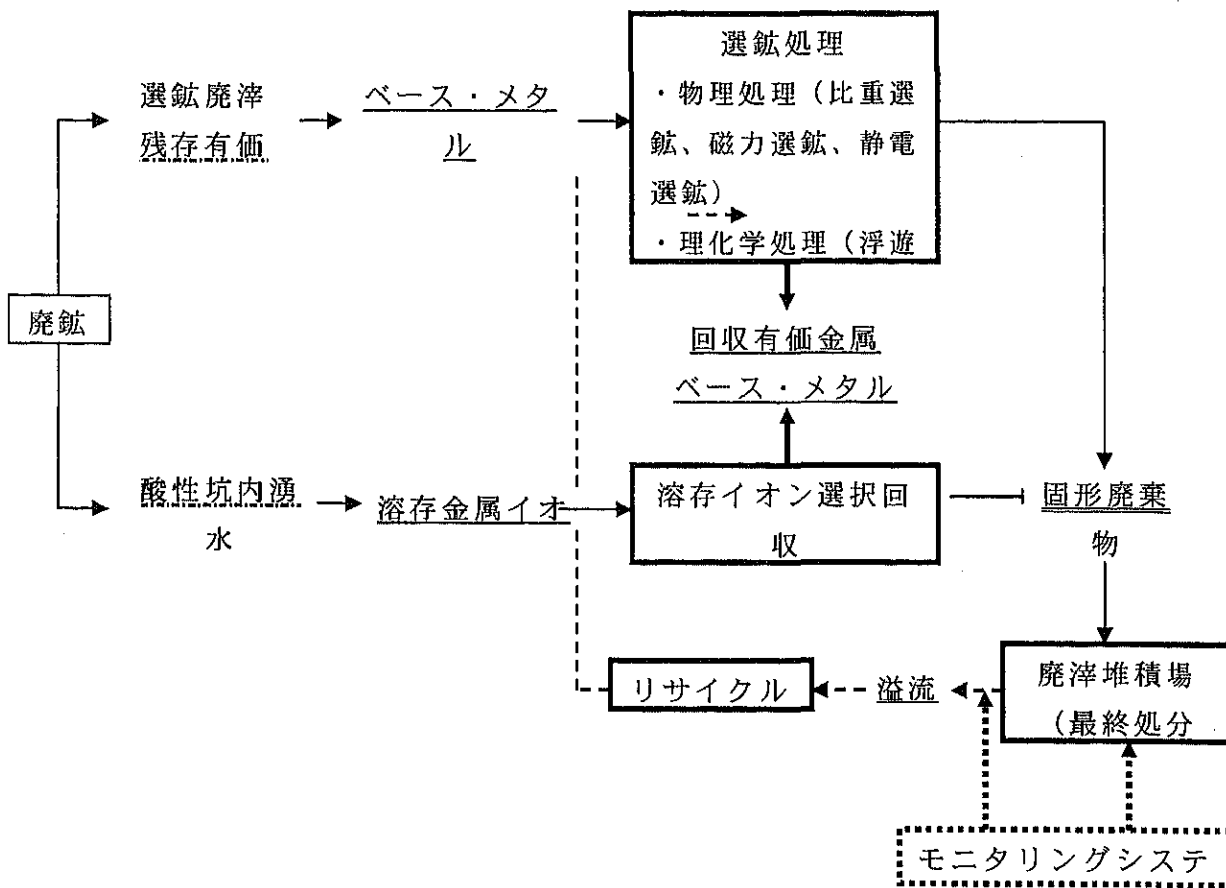 選鉱処理
・物理処理（比重選
鉱、磁力選鉱、静電
選鉱）
・理化学処理（浮遊
選鉱廃滓
残存有価
ベース・メタ
ル
廃鉱
回収有価金属
ベース・メタル
酸性坑内湧
水
溶存金属イオ
溶存イオン選択回
収
固形廃棄
物
リサイクル
溢流
廃滓堆積場
（最終処分
モニタリングシステ